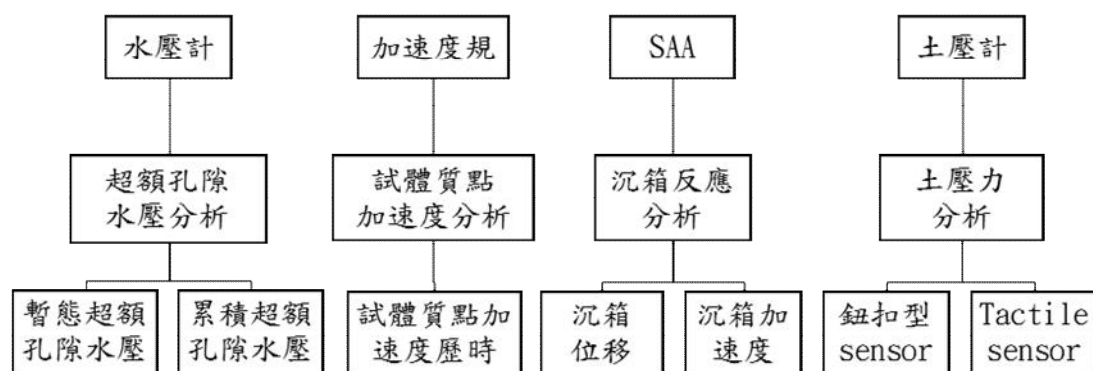 水壓計
加速度規
SAA
土壓計
超額孔隙
水壓分析
試體質點
加速度分析
沉箱反應
分析
土壓力
分析
暫態超額
孔隙水壓
累積超額
孔隙水壓
試體質點加
速度歷時
沉箱
位移
沉箱加
速度
鈕扣型
sensor
Tactile
sensor